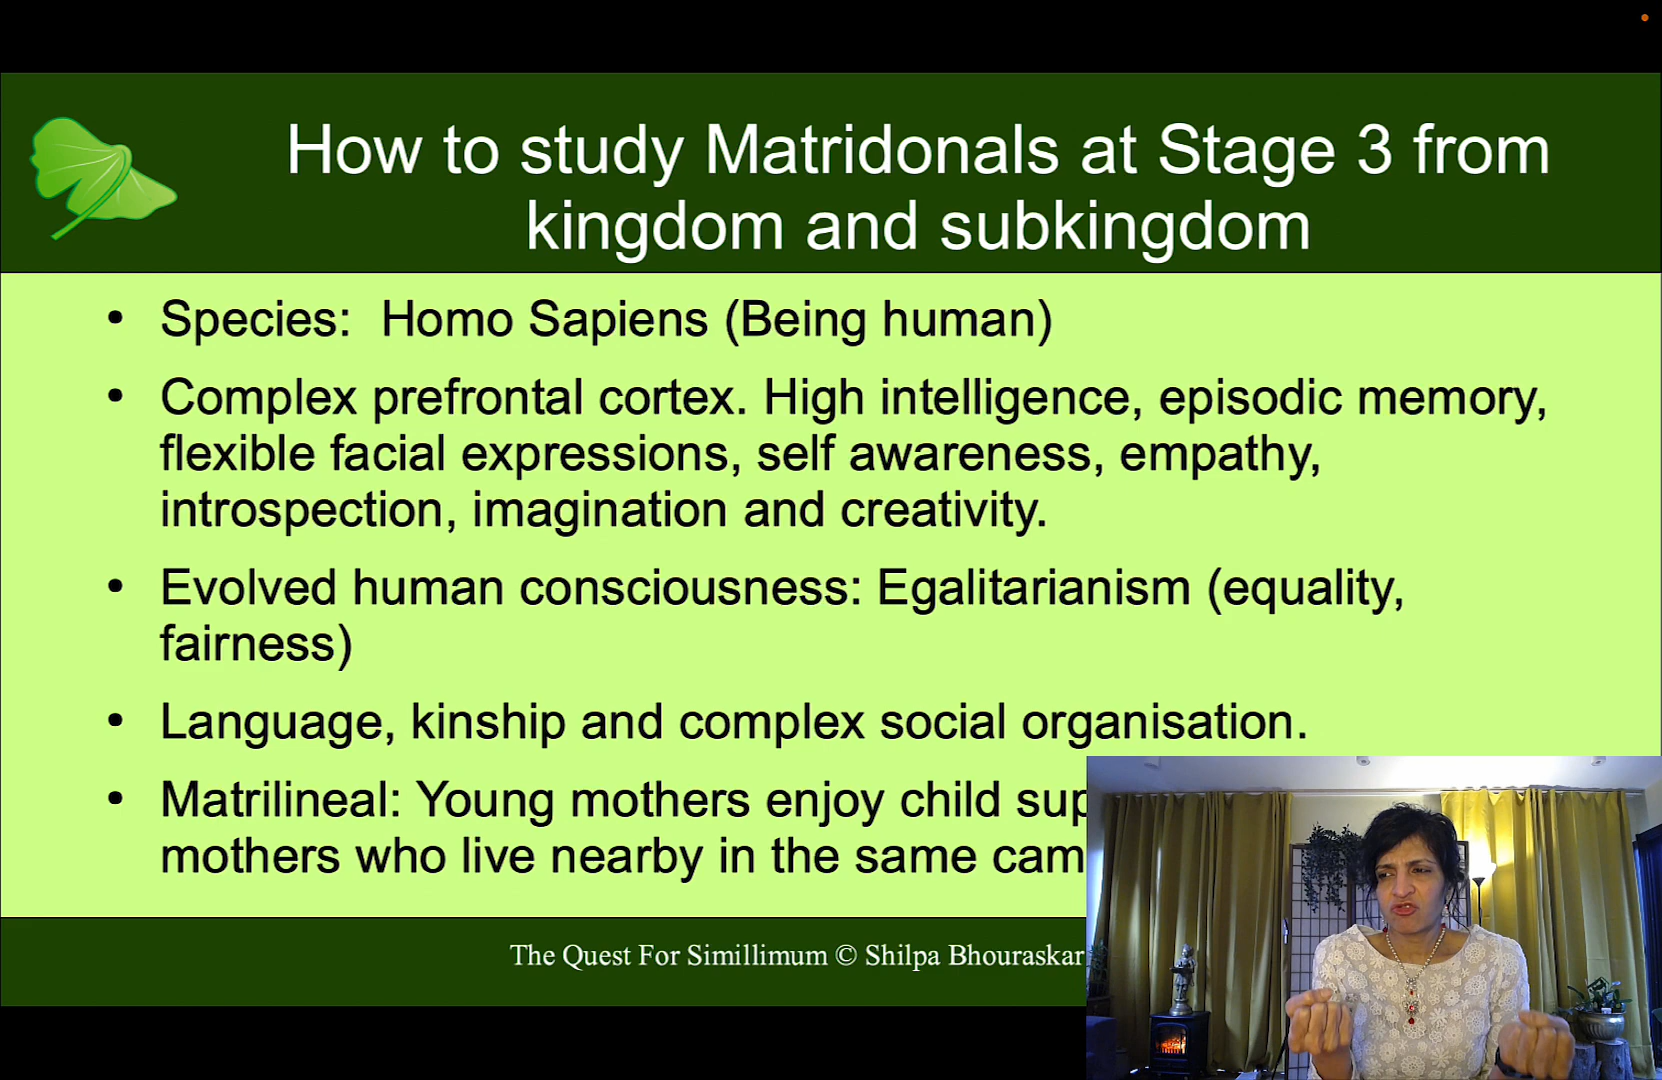 How to study Matridonals at Stage 3 from
kingdom and subkingdom
• Species: Homo Sapiens (Being human)
• Complex prefrontal cortex. High intelligence, episodic memory,
flexible facial expressions, self awareness, empathy,
introspection, imagination and creativity.
• Evolved human consciousness: Egalitarianism (equality,
fairness)
• Language, kinship and complex social organisation.
• Matrilineal: Young mothers enjoy child
mothers who live nearby in the same
The Quest For Simillimum © Shilpa Bhouraskar